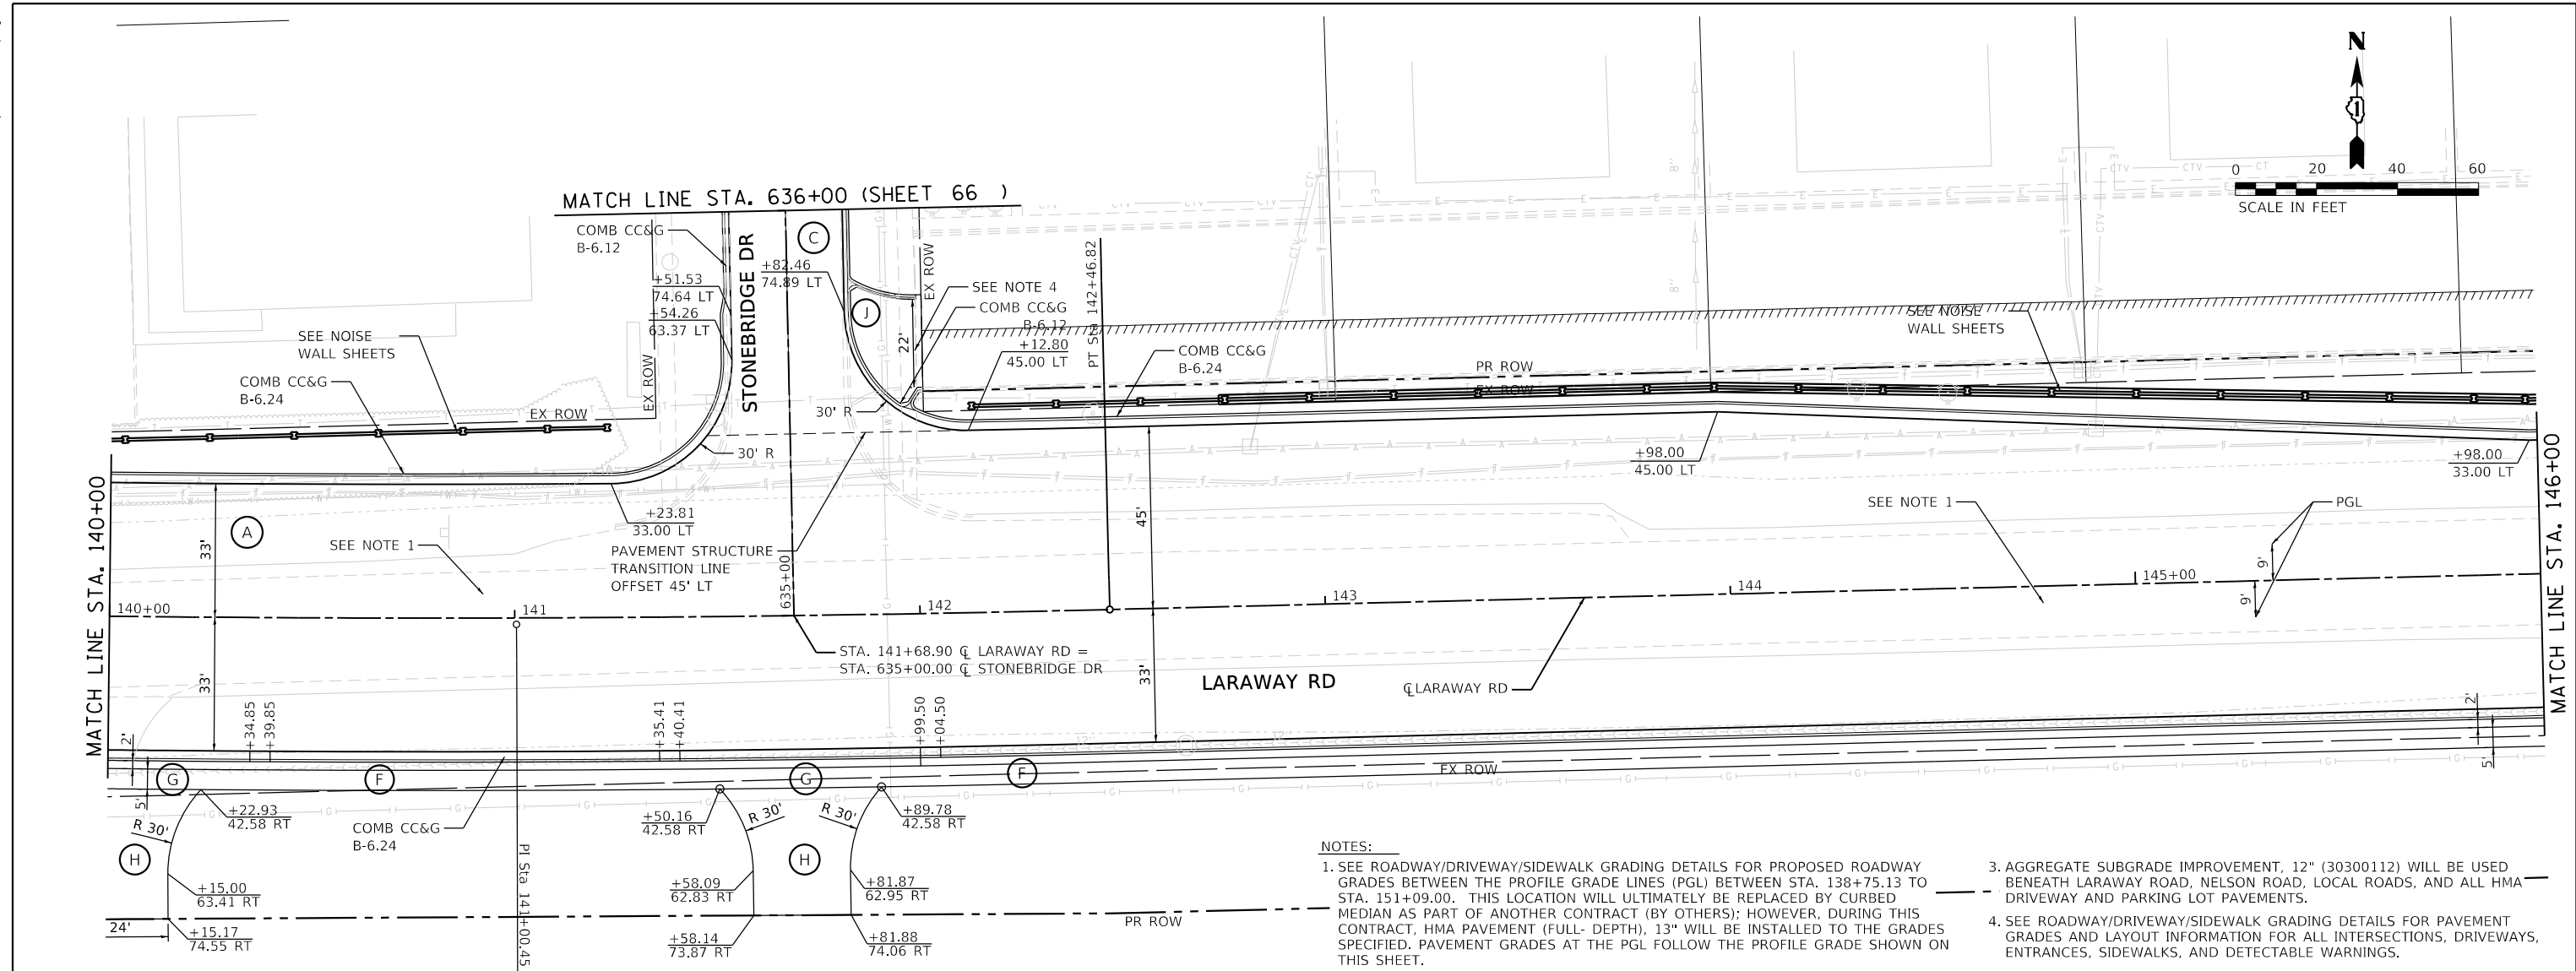 N
0 20 40 60
SCALE IN FEET
MATCH LINE STA. 636+00 (SHEET 66 )
COMB CC&G
B-6.12
C
STONEBRIDGE DR
+82.46
74.89 LT
+51.53
74.64 LT
+54.26
63.37 LT
EX ROW
EX ROW
J
22'
SEE NOTE 4
COMB CC&G
B-6.12
+12.80
45.00 LT
PT Sta 142+46.82
COMB CC&G
B-6.24
SEE NOISE
WALL SHEETS
PR ROW
EX ROW
SEE NOISE
WALL SHEETS
COMB CC&G
B-6.24
EX ROW
30' R
30' R
+98.00
45.00 LT
+98.00
33.00 LT
MATCH LINE STA. 140+00
MATCH LINE STA. 146+00
A
33'
SEE NOTE 1
+23.81
33.00 LT
PAVEMENT STRUCTURE
TRANSITION LINE
OFFSET 45' LT
635+00
45'
SEE NOTE 1
PGL
9'
9'
140+00
141
142
143
144
145+00
STA. 141+68.90 ℄ LARAWAY RD =
STA. 635+00.00 ℄ STONEBRIDGE DR
33'
33'
LARAWAY RD
℄ LARAWAY RD
+34.85
+39.85
+35.41
+40.41
+99.50
+04.50
2'
2'
5'
5'
G
F
G
F
EX ROW
12"
12"
8"
8"
+22.93
42.58 RT
R 30'
COMB CC&G
B-6.24
+50.16
42.58 RT
R 30'
R 30'
+89.78
42.58 RT
H
H
PI Sta 141+00.45
+15.00
63.41 RT
+58.09
62.83 RT
+81.87
62.95 RT
24'
+15.17
74.55 RT
+58.14
73.87 RT
+81.88
74.06 RT
PR ROW
NOTES:
1. SEE ROADWAY/DRIVEWAY/SIDEWALK GRADING DETAILS FOR PROPOSED ROADWAY
GRADES BETWEEN THE PROFILE GRADE LINES (PGL) BETWEEN STA. 138+75.13 TO
STA. 151+09.00. THIS LOCATION WILL ULTIMATELY BE REPLACED BY CURBED
MEDIAN AS PART OF ANOTHER CONTRACT (BY OTHERS); HOWEVER, DURING THIS
CONTRACT, HMA PAVEMENT (FULL- DEPTH), 13" WILL BE INSTALLED TO THE GRADES
SPECIFIED. PAVEMENT GRADES AT THE PGL FOLLOW THE PROFILE GRADE SHOWN ON
THIS SHEET.
3. AGGREGATE SUBGRADE IMPROVEMENT, 12" (30300112) WILL BE USED
BENEATH LARAWAY ROAD, NELSON ROAD, LOCAL ROADS, AND ALL HMA
DRIVEWAY AND PARKING LOT PAVEMENTS.
4. SEE ROADWAY/DRIVEWAY/SIDEWALK GRADING DETAILS FOR PAVEMENT
GRADES AND LAYOUT INFORMATION FOR ALL INTERSECTIONS, DRIVEWAYS,
ENTRANCES, SIDEWALKS, AND DETECTABLE WARNINGS.